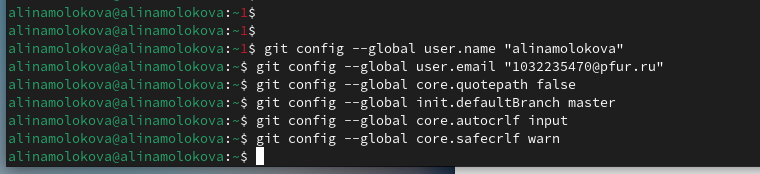 alinamolokova@alinamolokova:~1$
alinamolokova@alinamolokova:~1$
alinamolokova@alinamolokova:~1$ git config --global user.name "alinamolokova"
alinamolokova@alinamolokova:~$ git config --global user.email "1032235470@pfur.ru"
alinamolokova@alinamolokova:~$ git config --global core.quotepath false
alinamolokova@alinamolokova:~$ git config --global init.defaultBranch master
alinamolokova@alinamolokova:~$ git config --global core.autocrlf input
alinamolokova@alinamolokova:~$ git config --global core.safecrlf warn
alinamolokova@alinamolokova:~$